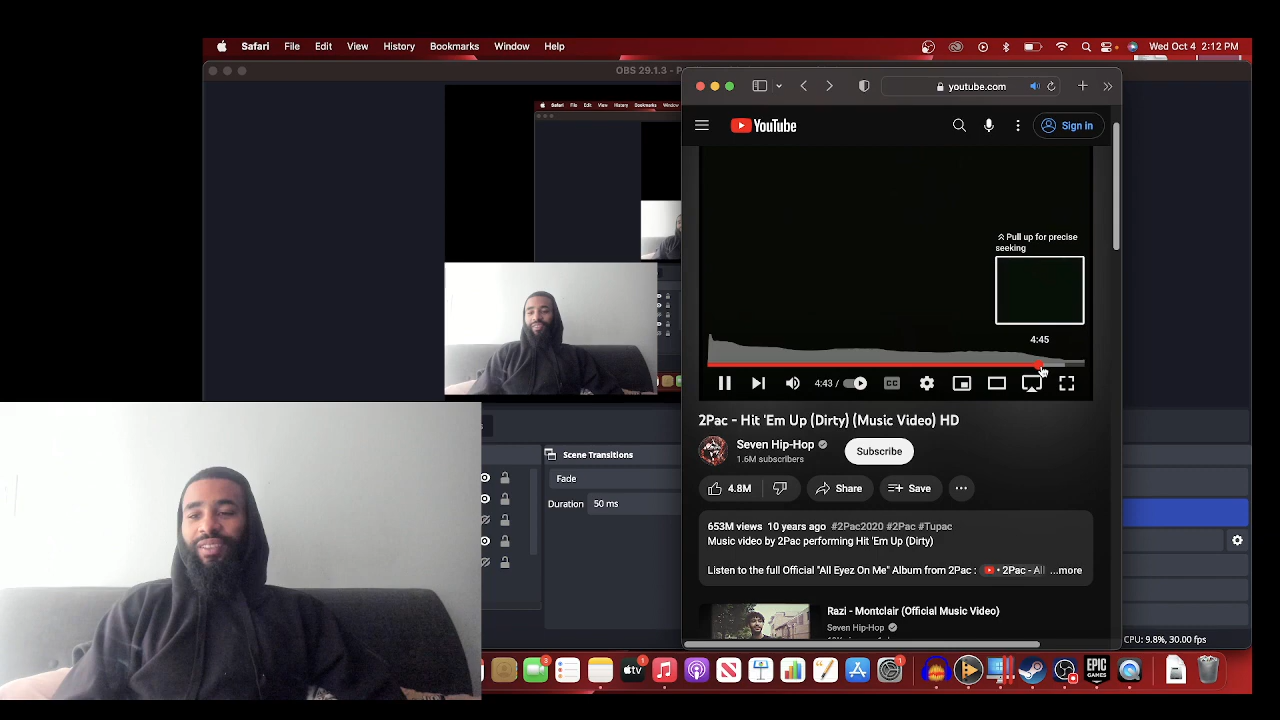 Safari File Edit View History Bookmarks Window Help
Wed Oct 4 2:12 PM
OBS 29.1.3 - P
youtube.com
YouTube
Sign in
Pull up for precise
seeking
4:45
4:43 /
CC
2Pac - Hit 'Em Up (Dirty) (Music Video) HD
Seven Hip-Hop
1.6M subscribers
Subscribe
4.8M
Share
Save
653M views 10 years ago #2Pac2020 #2Pac #Tupac
Music video by 2Pac performing Hit 'Em Up (Dirty)
Listen to the full Official "All Eyez On Me" Album from 2Pac : • 2Pac - All ...more
Razi - Montclair (Official Music Video)
Seven Hip-Hop
Scene Transitions
Fade
Duration 50 ms
CPU: 9.8%, 30.00 fps
tv
EPIC
GAMES